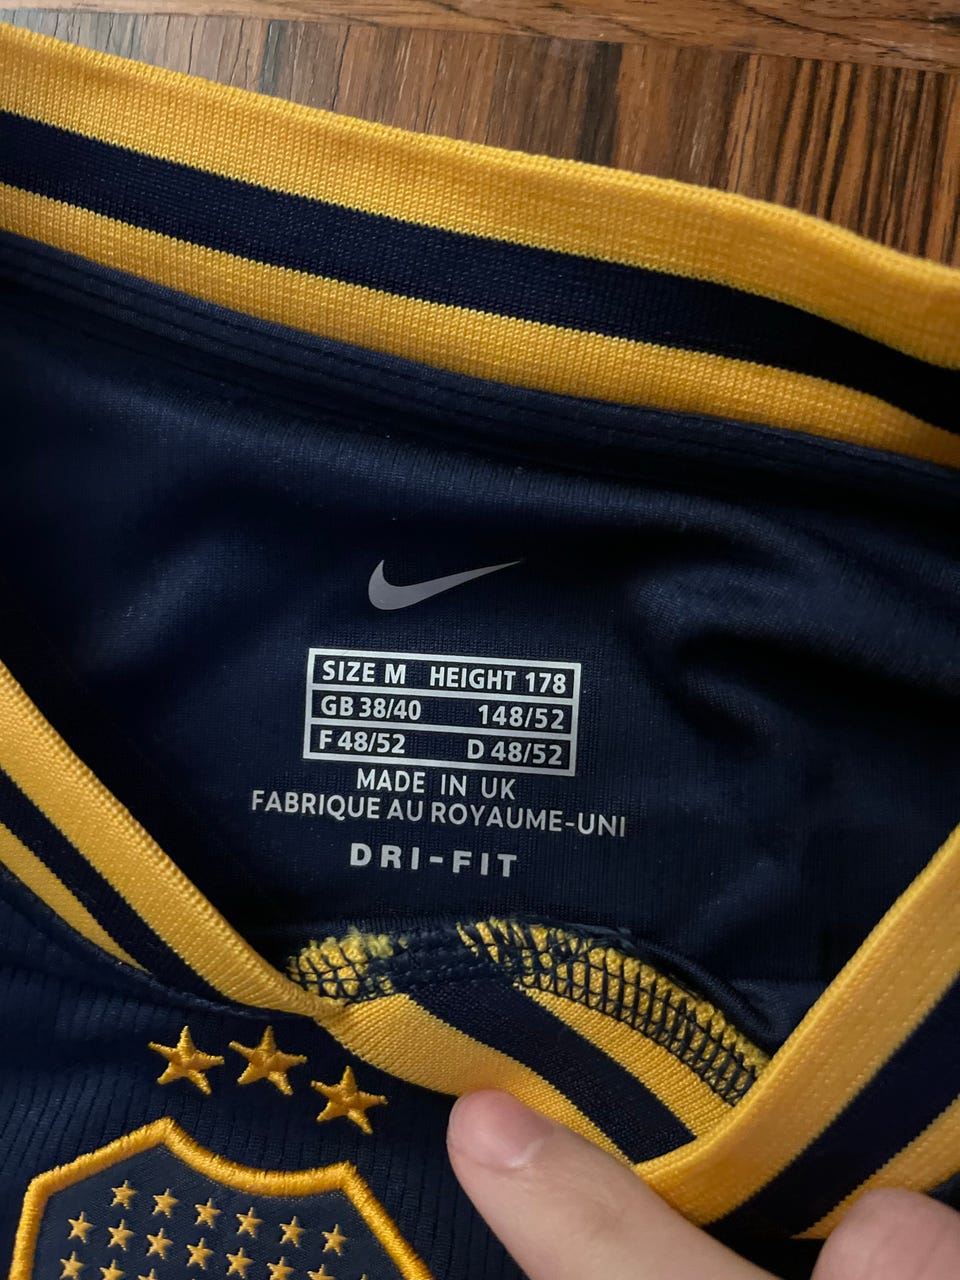 SIZE M HEIGHT 178
GB 38/40 148/52
F 48/52 D 48/52
MADE IN UK
FABRIQUE AU ROYAUME-UNI
DRI-FIT